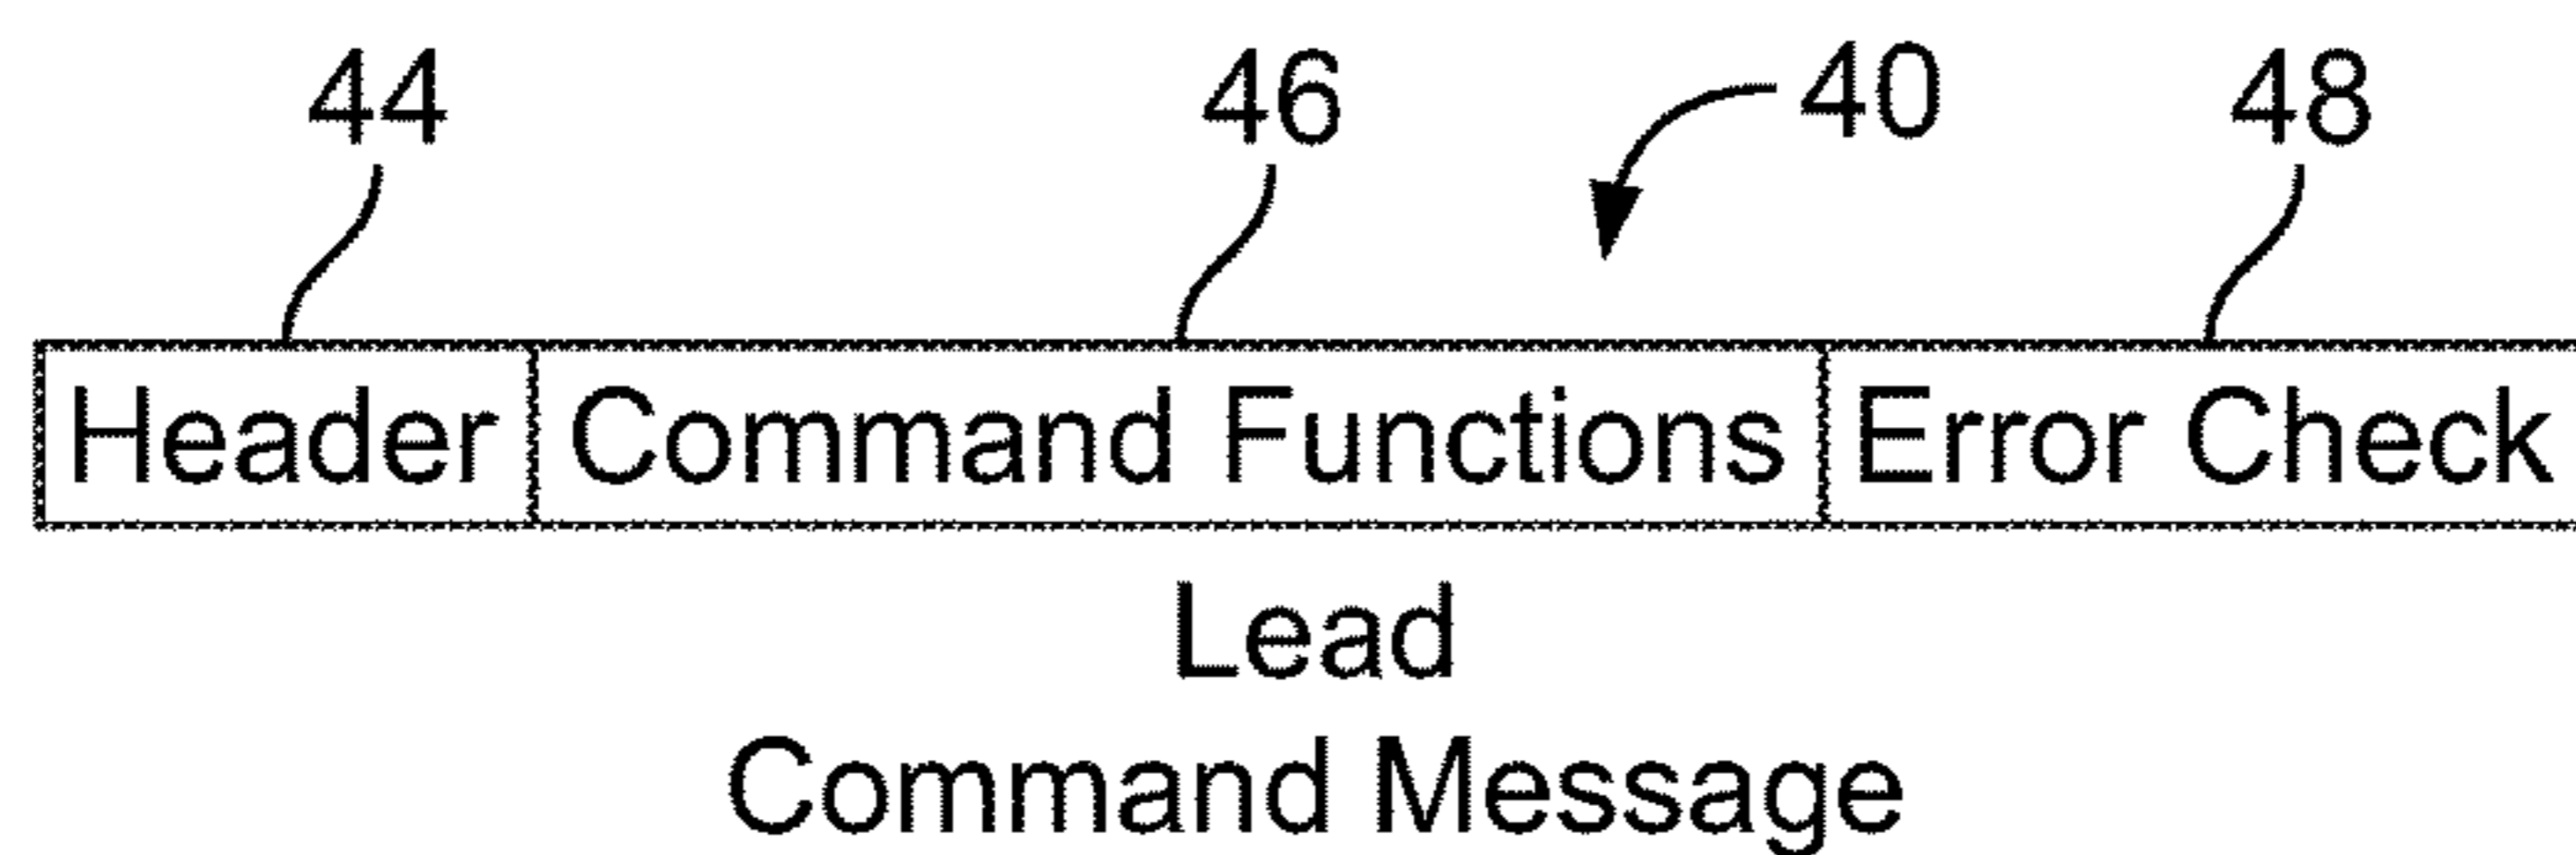 44 46 40 48
Header Command Functions Error Check
Lead
Command Message